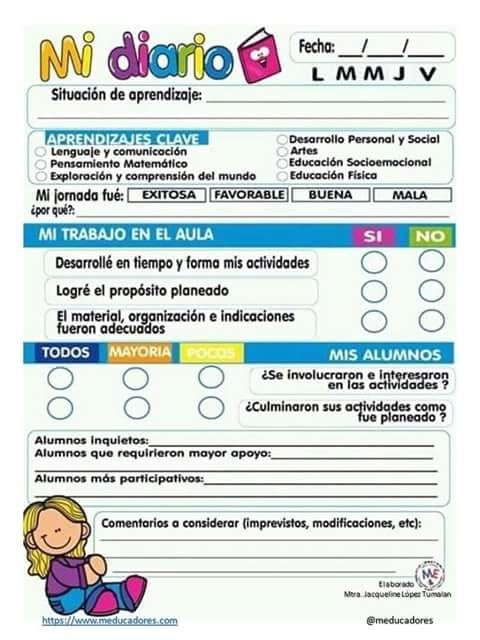 Mi diario
Fecha: ___/___/___
L M M J V
Situación de aprendizaje:
APRENDIZAJES CLAVE
Lenguaje y comunicación
Pensamiento Matemático
Exploración y comprensión del mundo
Desarrollo Personal y Social
Artes
Educación Socioemocional
Educación Física
Mi jornada fué: EXITOSA FAVORABLE BUENA MALA
¿por qué?:
MI TRABAJO EN EL AULA SI NO
Desarrollé en tiempo y forma mis actividades
Logré el propósito planeado
El material, organización e indicaciones
fueron adecuados
TODOS MAYORIA POCOS MIS ALUMNOS
¿Se involucraron e interesaron
en las actividades ?
¿Culminaron sus actividades como
fue planeado ?
Alumnos inquietos:
Alumnos que requirieron mayor apoyo:
Alumnos más participativos:
Comentarios a considerar (imprevistos, modificaciones, etc):
ME
Elaborado
Mtra. Jacqueline López Tumalan
https://www.meducadores.com
@meducadores